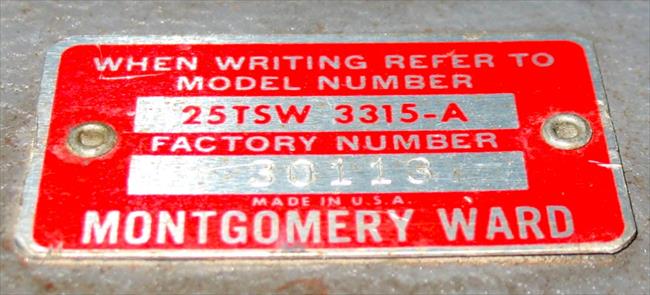 WHEN WRITING REFER TO
MODEL NUMBER
25TSW 3315-A
FACTORY NUMBER
30113
MADE IN U.S.A.
MONTGOMERY WARD